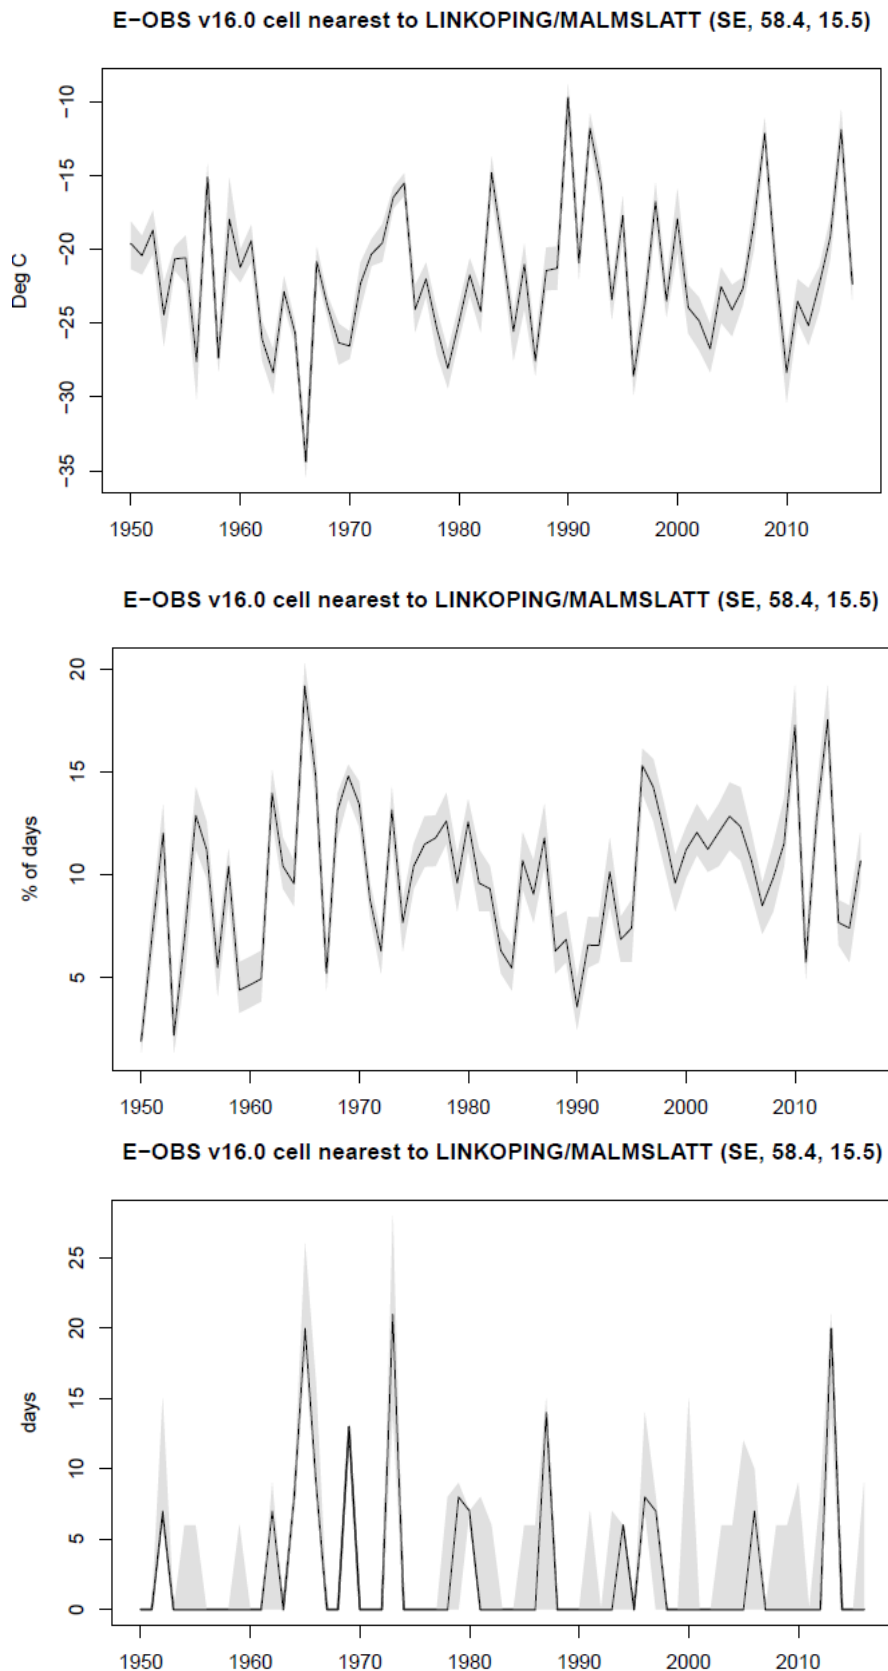 E−OBS v16.0 cell nearest to LINKOPING/MALMSLATT (SE, 58.4, 15.5)
Deg C
−10
−15
−20
−25
−30
−35
1950 1960 1970 1980 1990 2000 2010
E−OBS v16.0 cell nearest to LINKOPING/MALMSLATT (SE, 58.4, 15.5)
% of days
20
15
10
5
1950 1960 1970 1980 1990 2000 2010
E−OBS v16.0 cell nearest to LINKOPING/MALMSLATT (SE, 58.4, 15.5)
days
25
20
15
10
5
0
1950 1960 1970 1980 1990 2000 2010